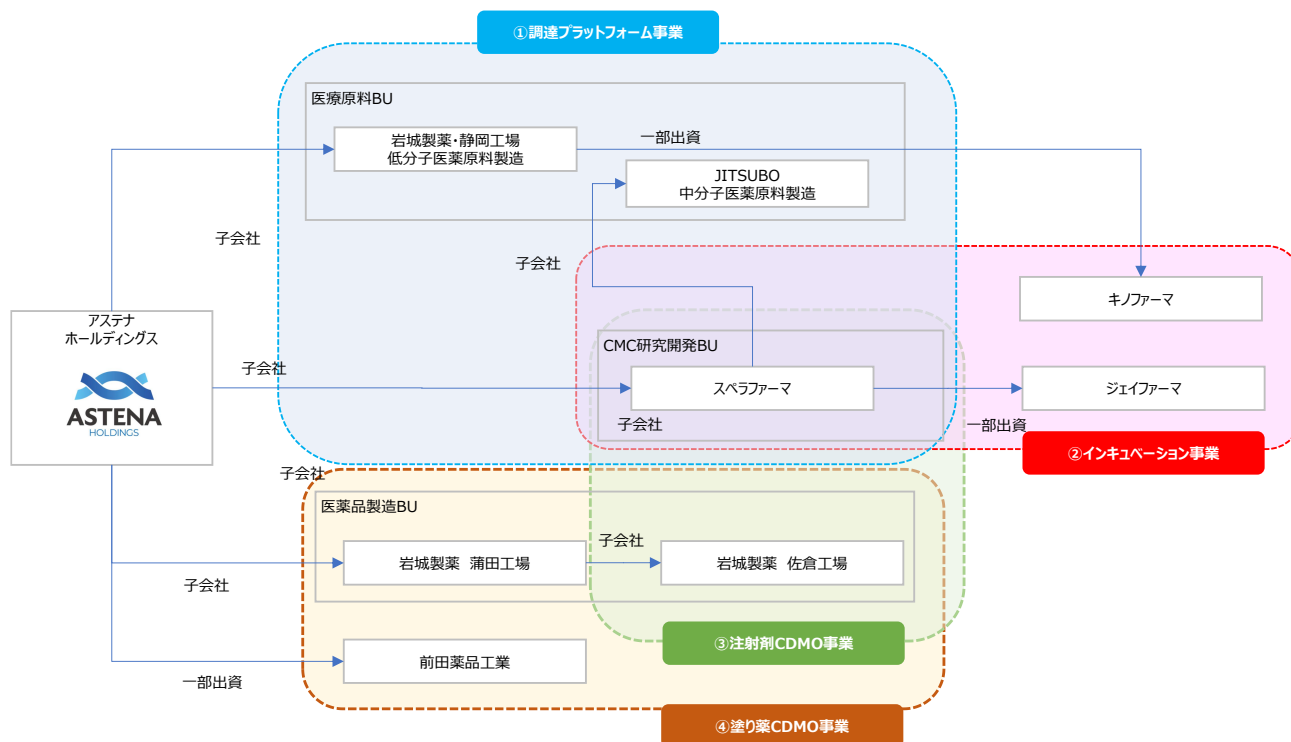 ①調達プラットフォーム事業
医療原料BU
岩城製薬・静岡工場
低分子医薬原料製造
一部出資
JITSUBO
中分子医薬原料製造
子会社
子会社
キノファーマ
アステナ
ホールディングス
ASTENA
HOLDINGS
CMC研究開発BU
子会社
スペラファーマ
ジェイファーマ
子会社
一部出資
②インキュベーション事業
子会社
医薬品製造BU
岩城製薬 蒲田工場
子会社
岩城製薬 佐倉工場
子会社
③注射剤CDMO事業
前田薬品工業
一部出資
④塗り薬CDMO事業